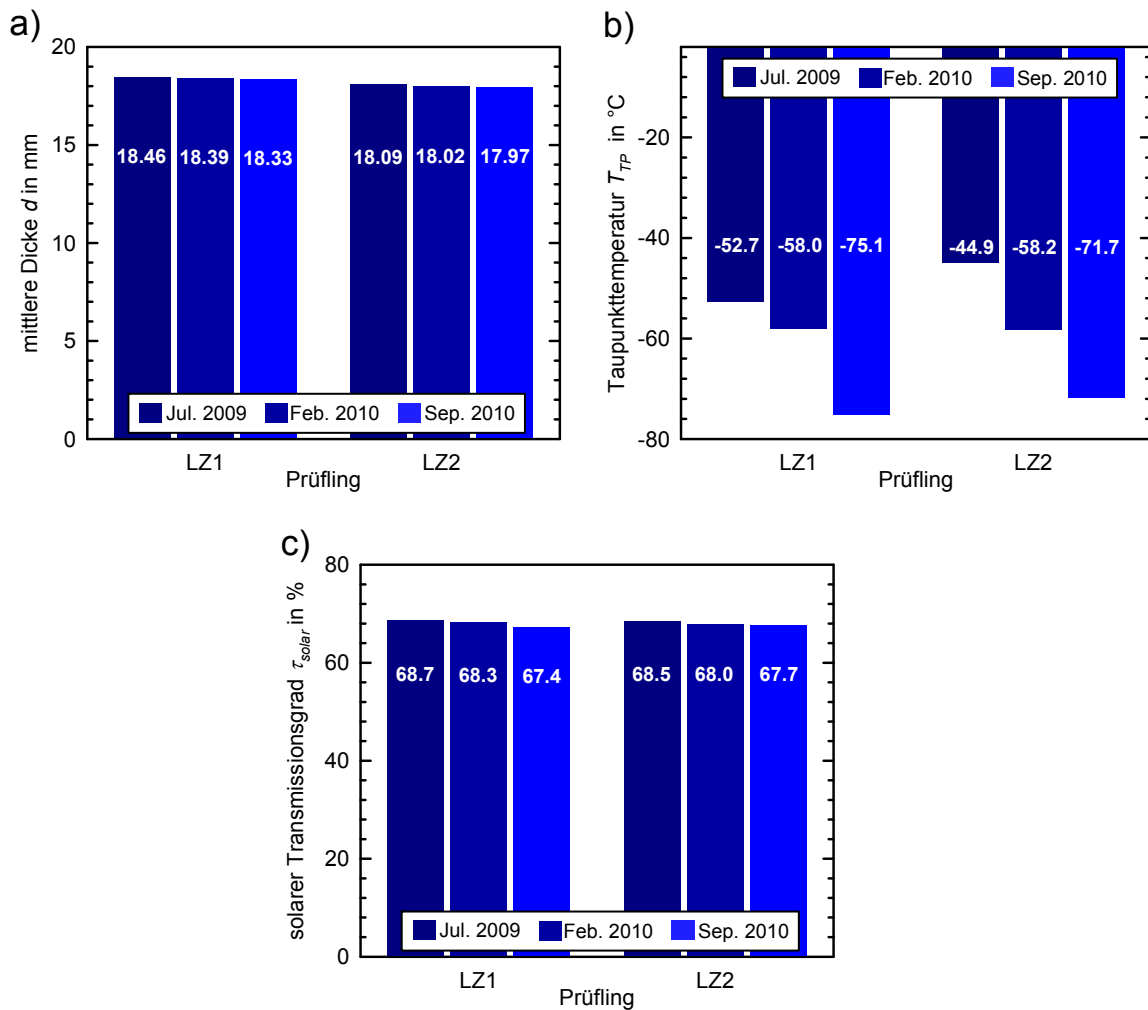 a)
mittlere Dicke d in mm
20
15
10
5
0
18.46 18.39 18.33 18.09 18.02 17.97
Jul. 2009 Feb. 2010 Sep. 2010
LZ1 LZ2
Prüfling
b)
Taupunkttemperatur T_TP in °C
-20
-40
-60
-80
Jul. 2009 Feb. 2010 Sep. 2010
-52.7 -58.0 -75.1 -44.9 -58.2 -71.7
LZ1 LZ2
Prüfling
c)
solarer Transmissionsgrad τ_solar in %
80
60
40
20
0
68.7 68.3 67.4 68.5 68.0 67.7
Jul. 2009 Feb. 2010 Sep. 2010
LZ1 LZ2
Prüfling